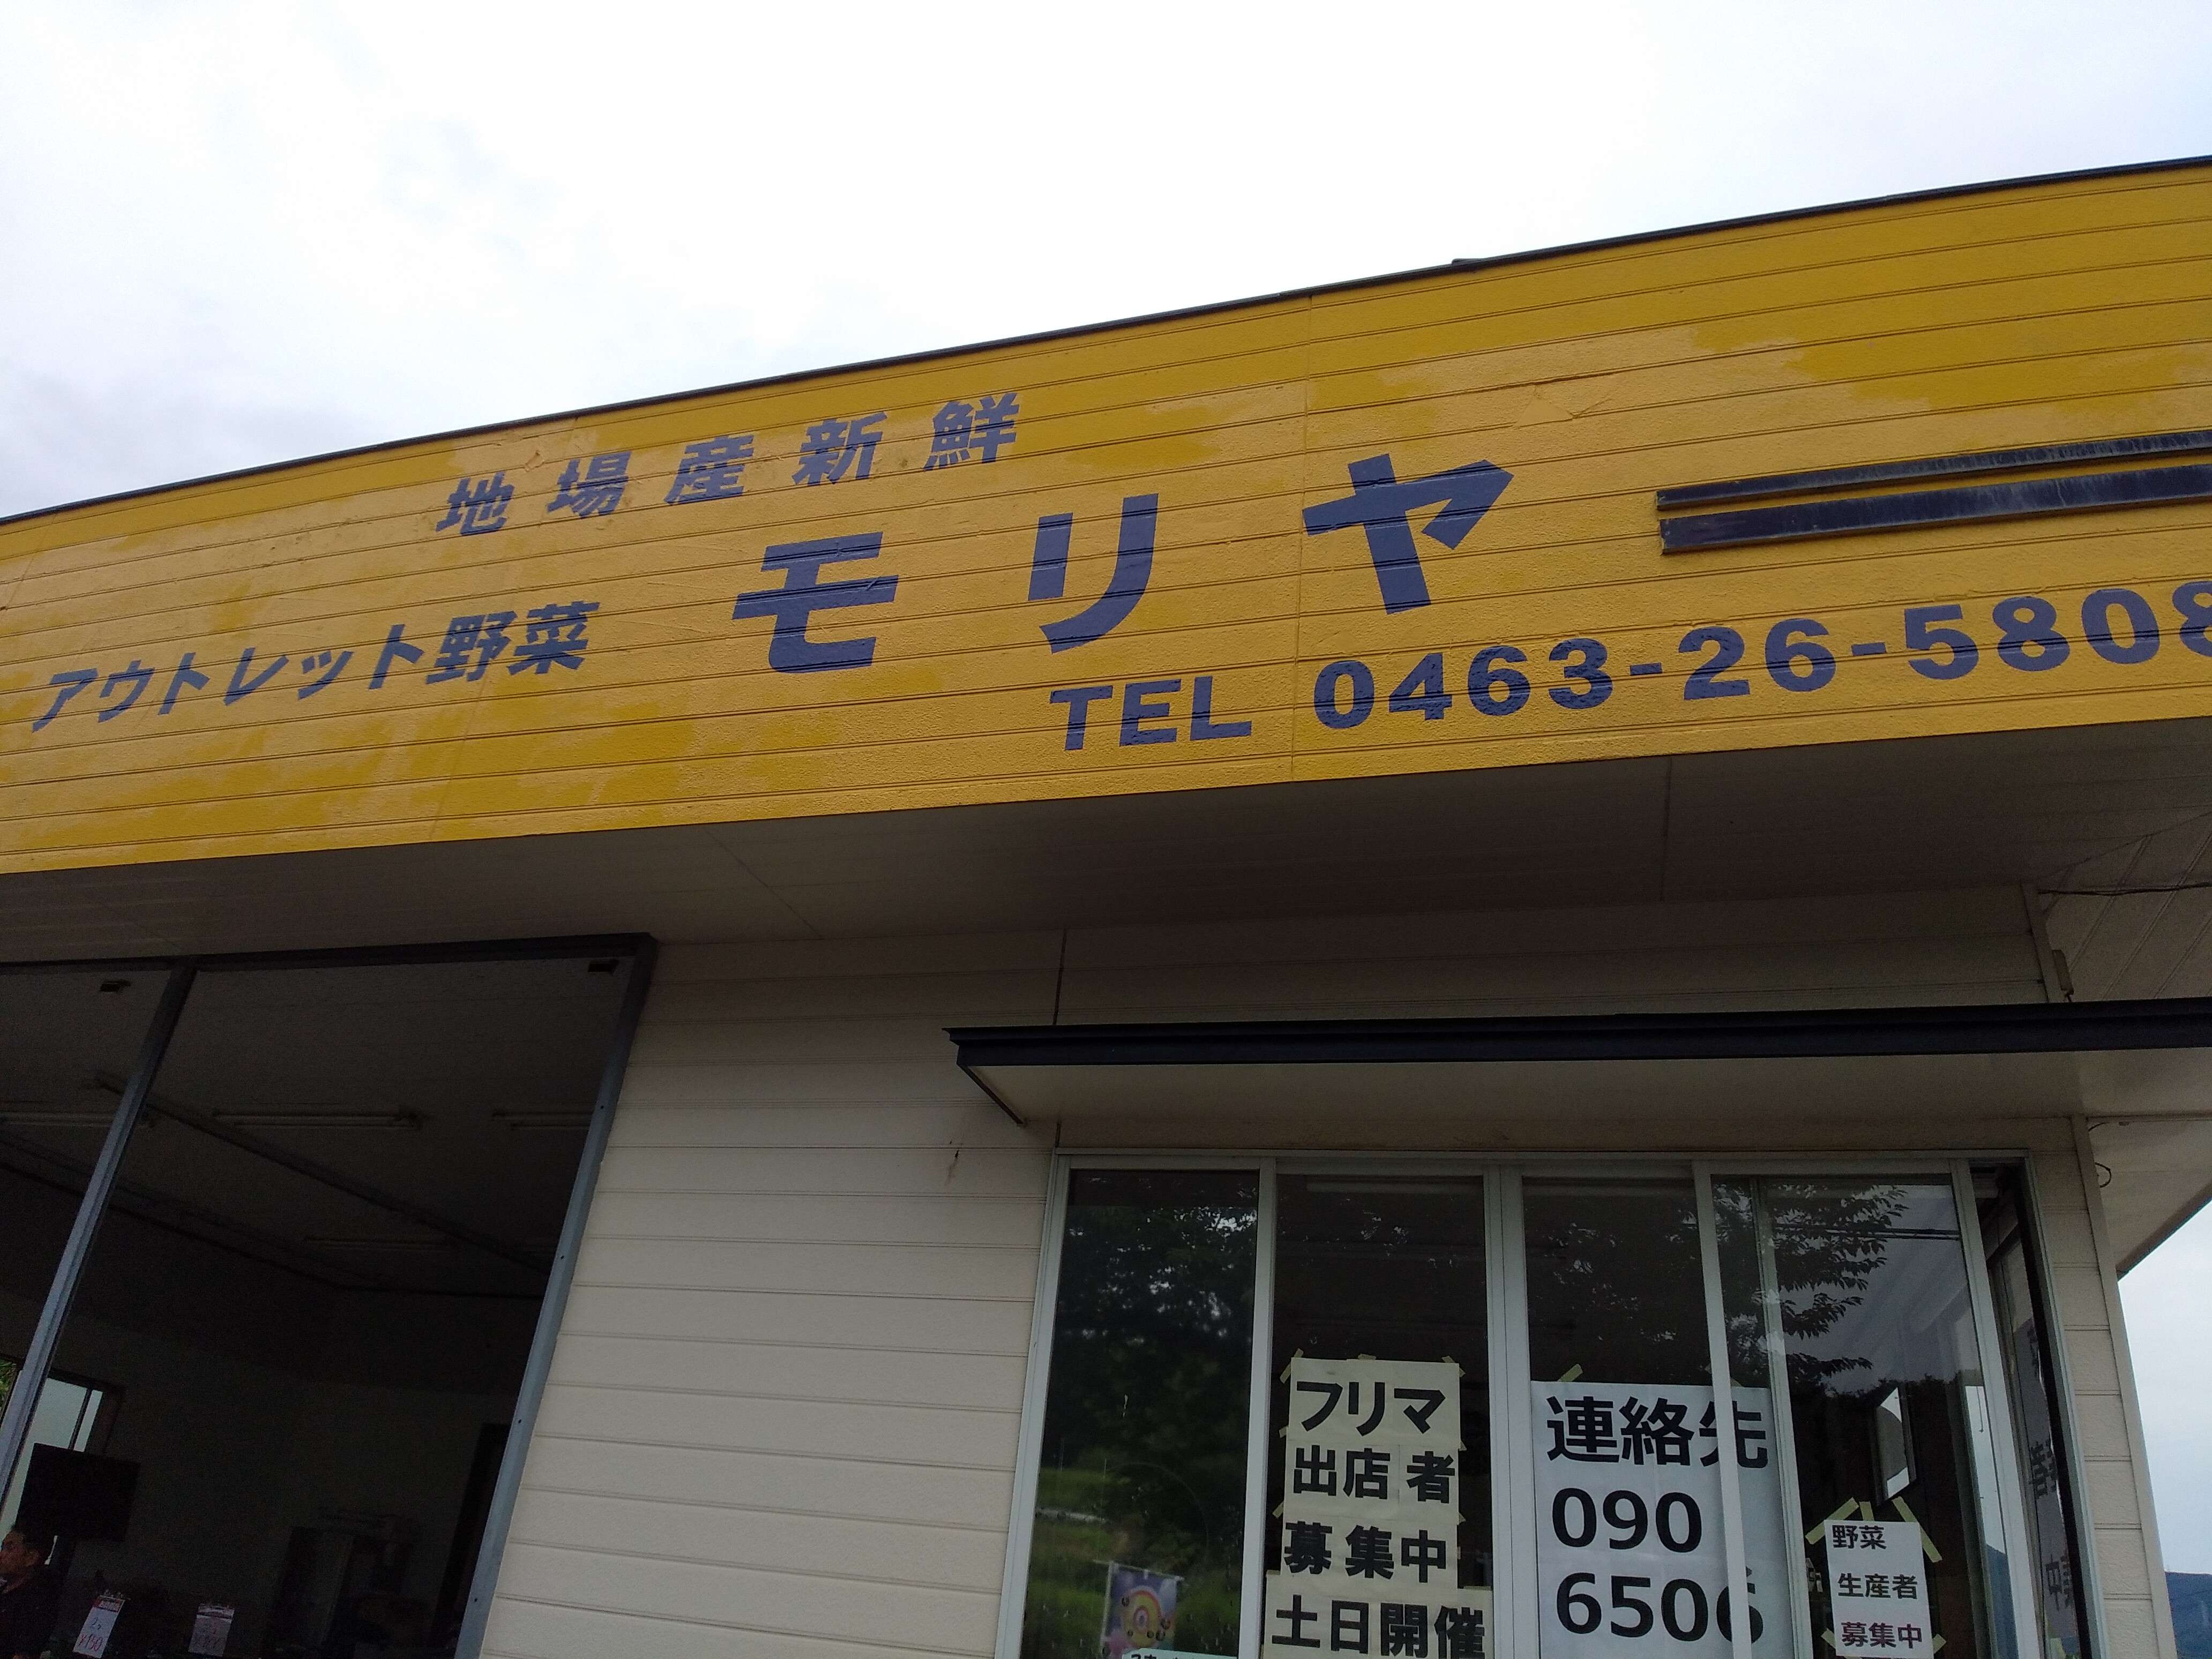 地場産新鮮
アウトレット野菜 モリヤ
TEL 0463-26-5808
フリマ
出店者
募集中
土日開催
連絡先
090
6506
野菜
生産者
募集中